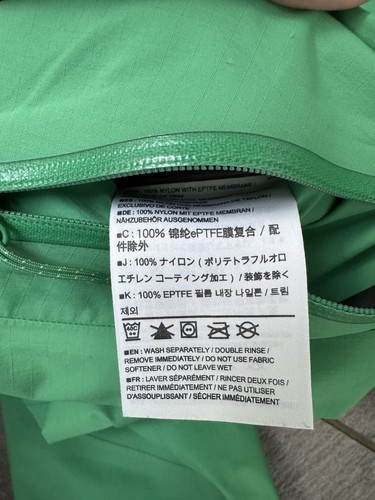 100% NYLON WITH EPTFE MEMBRANE
EXCLUSIVO DE CORTE
■DE : 100% NYLON MIT EPTFE MEMBRAN /
NÄHZUBEHÖR AUSGENOMMEN
■C : 100% 锦纶ePTFE膜复合 / 配
件除外
■J : 100% ナイロン（ポリテトラフルオロ
エチレン コーティング加工）/ 装飾を除く
■K : 100% EPTFE 필름 내장 나일론 / 트림
제외
40C
■EN : WASH SEPARATELY / DOUBLE RINSE /
REMOVE IMMEDIATELY / DO NOT USE FABRIC
SOFTENER / DO NOT LEAVE WET
■FR : LAVER SÉPARÉMENT / RINCER DEUX FOIS /
RETIRER IMMÉDIATEMENT / NE PAS UTILISER
D'ASSOUPLISSANT / SÉCHER IMMÉDIATEMENT